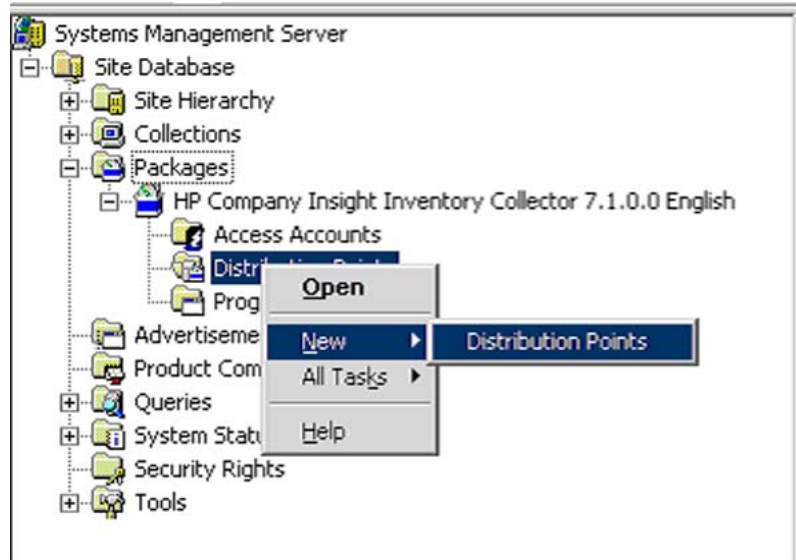 Systems Management Server
Site Database
Site Hierarchy
Collections
Packages
HP Company Insight Inventory Collector 7.1.0.0 English
Access Accounts
Open
New
Distribution Points
All Tasks
Help
Queries
Security Rights
Tools